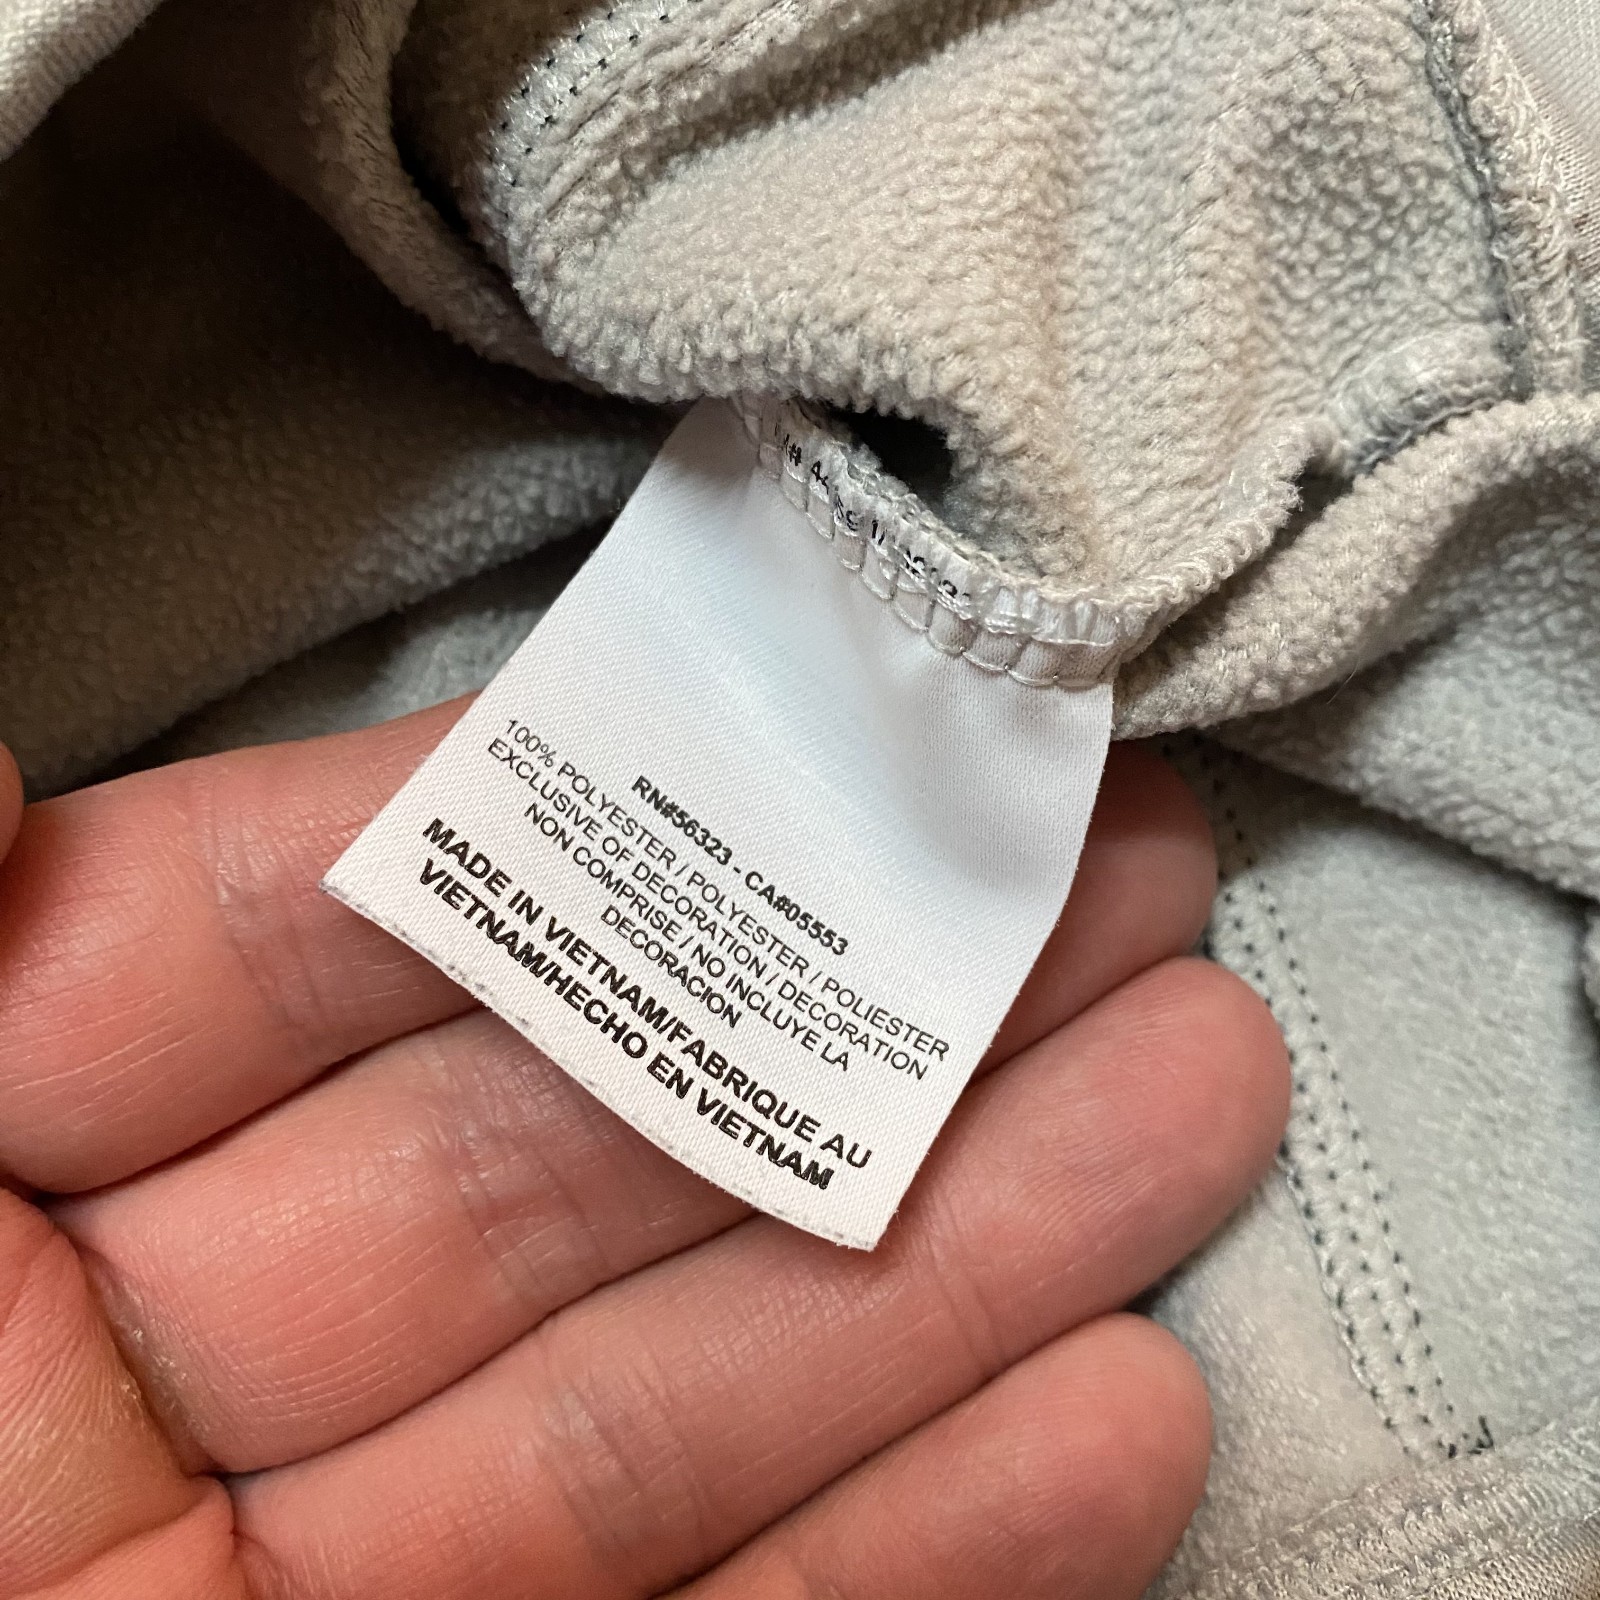 RN#56323 - CA#05553
100% POLYESTER / POLYESTER / POLIESTER
EXCLUSIVE OF DECORATION / DECORATION
NON COMPRISE / NO INCLUYE LA
DECORACION
MADE IN VIETNAM/FABRIQUE AU
VIETNAM/HECHO EN VIETNAM